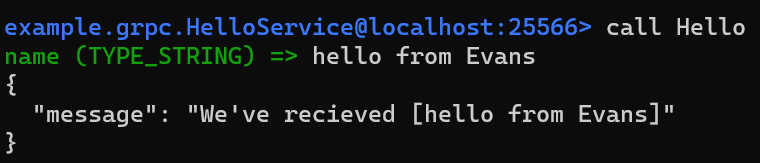 example.grpc.HelloService@localhost:25566> call Hello
name (TYPE_STRING) => hello from Evans
{
  "message": "We've recieved [hello from Evans]"
}